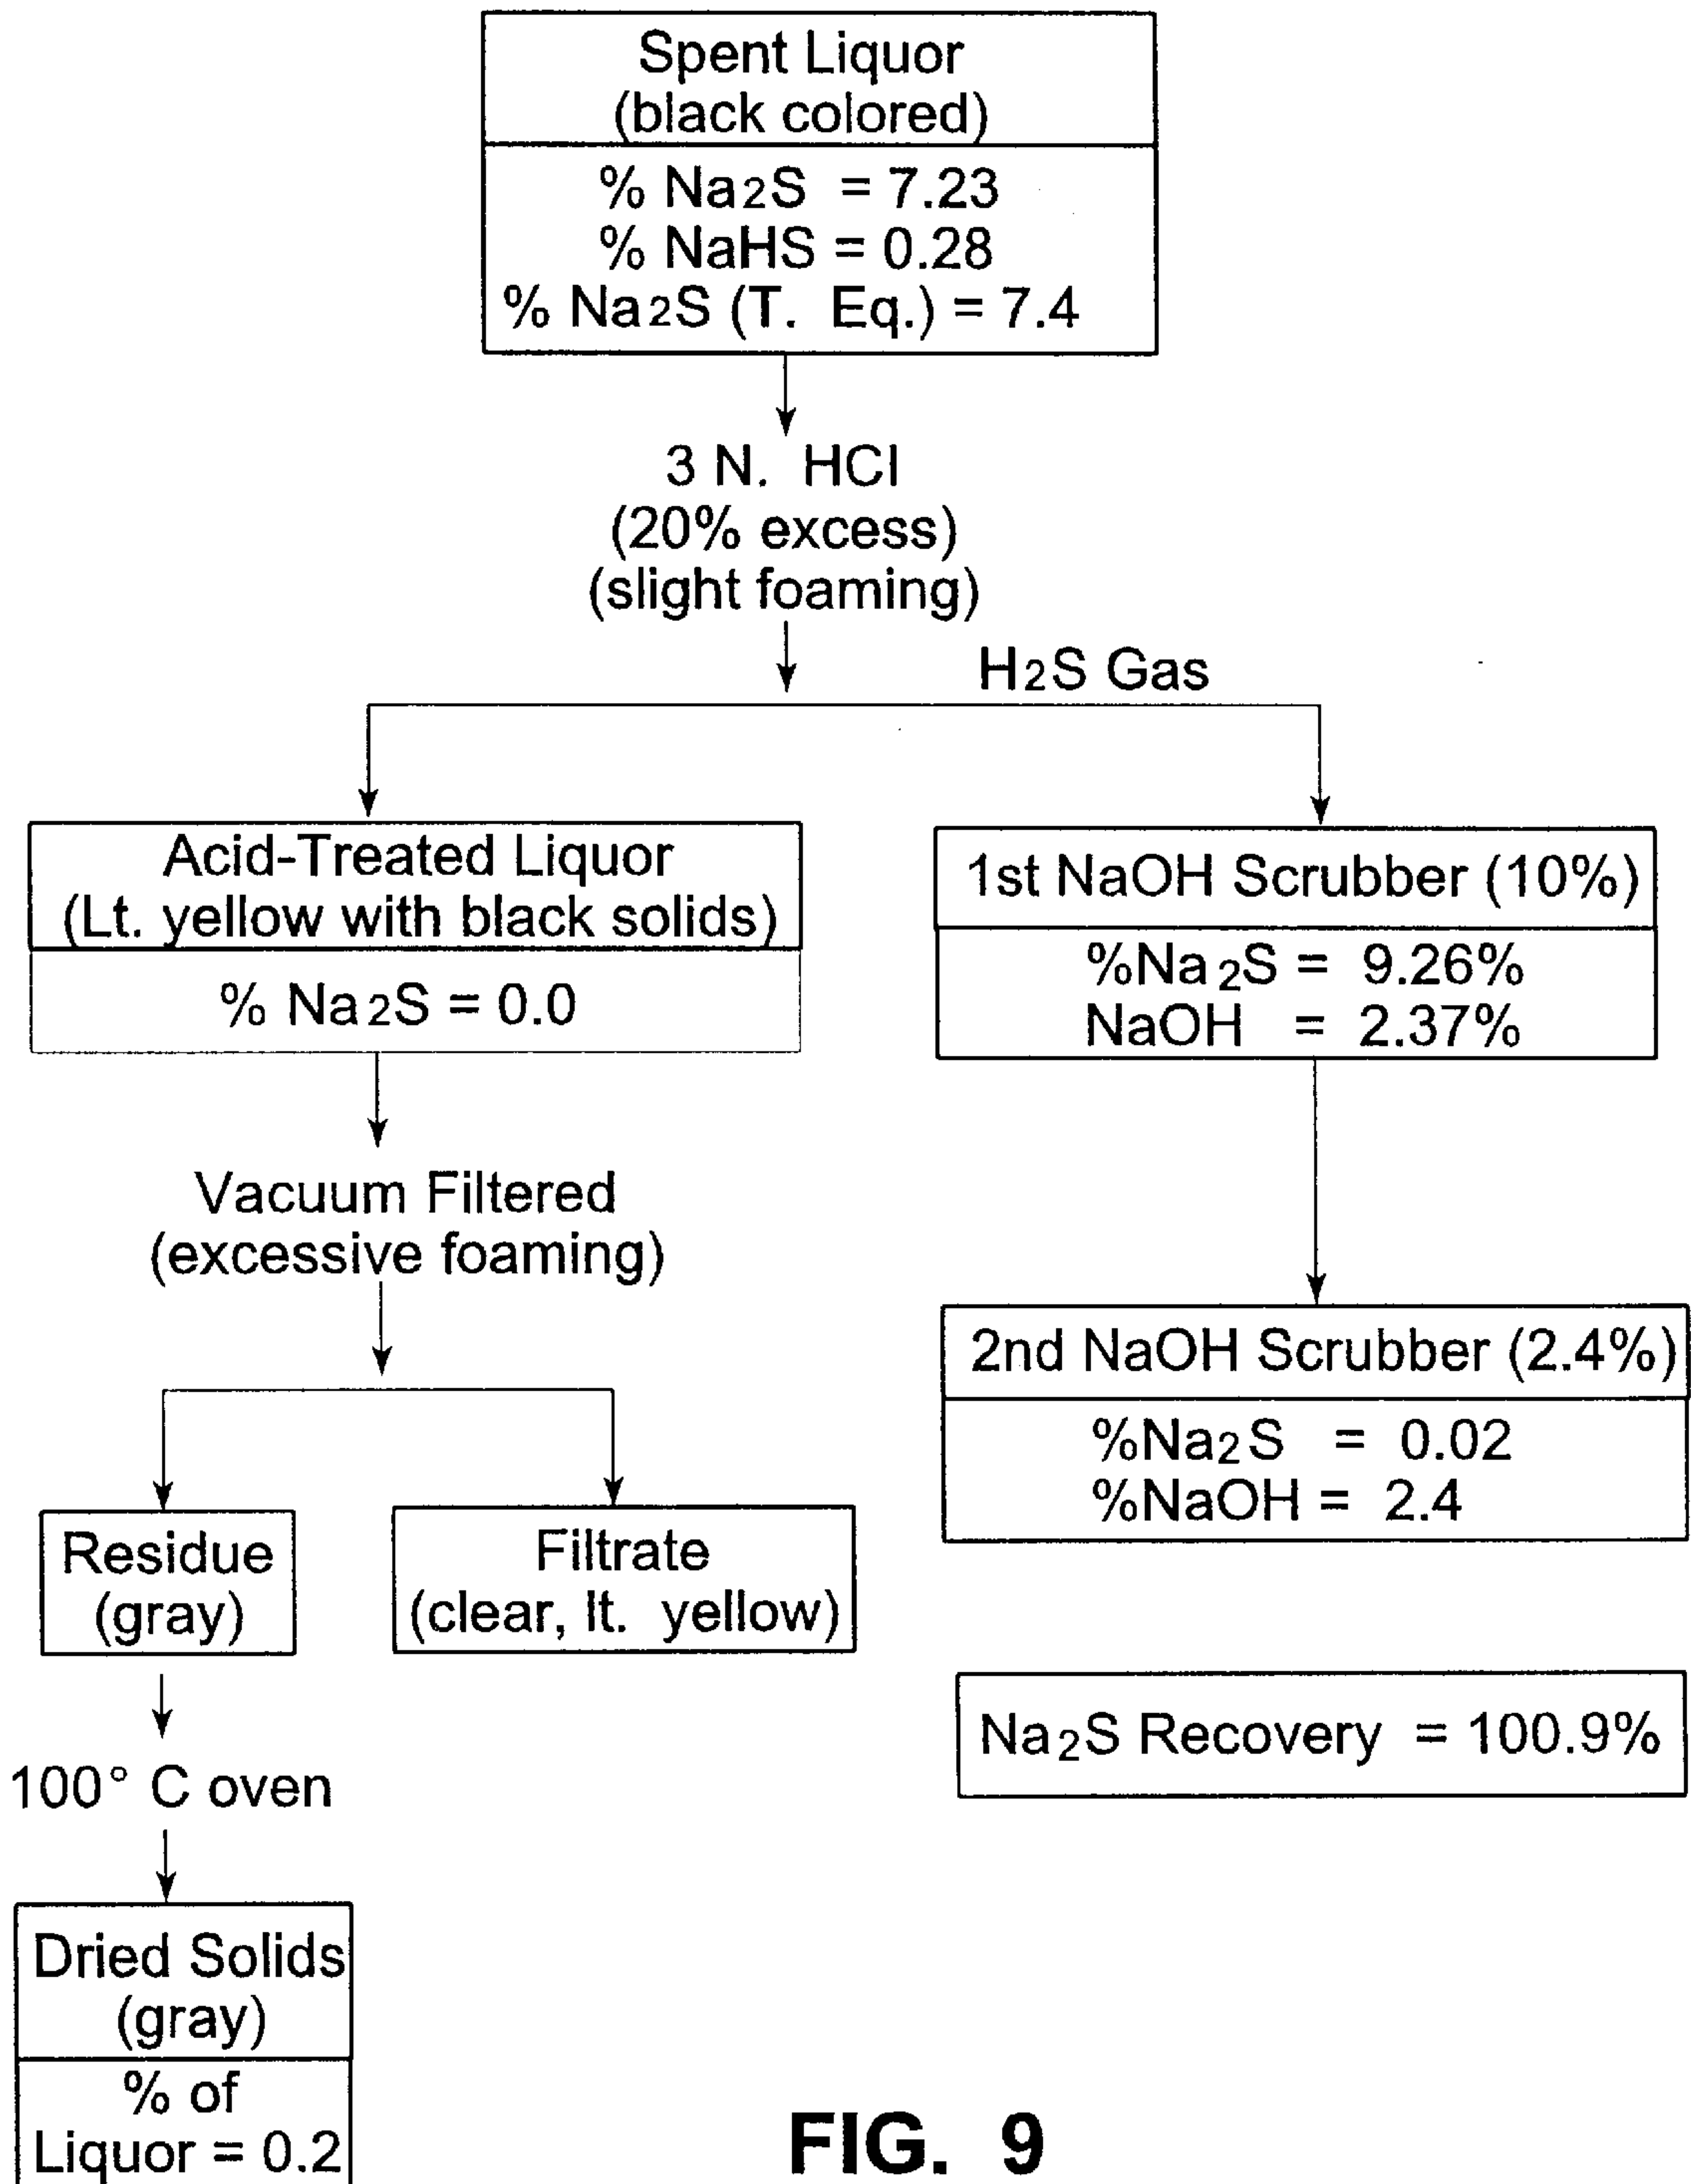 Spent Liquor
(black colored)
% Na2S = 7.23
% NaHS = 0.28
% Na2S (T. Eq.) = 7.4
3 N. HCl
(20% excess)
(slight foaming)
H2S Gas
Acid-Treated Liquor
(Lt. yellow with black solids)
% Na2S = 0.0
1st NaOH Scrubber (10%)
%Na2S = 9.26%
NaOH = 2.37%
Vacuum Filtered
(excessive foaming)
2nd NaOH Scrubber (2.4%)
%Na2S = 0.02
%NaOH = 2.4
Residue
(gray)
Filtrate
(clear, lt. yellow)
Na2S Recovery = 100.9%
100° C oven
Dried Solids
(gray)
% of
Liquor = 0.2
FIG. 9